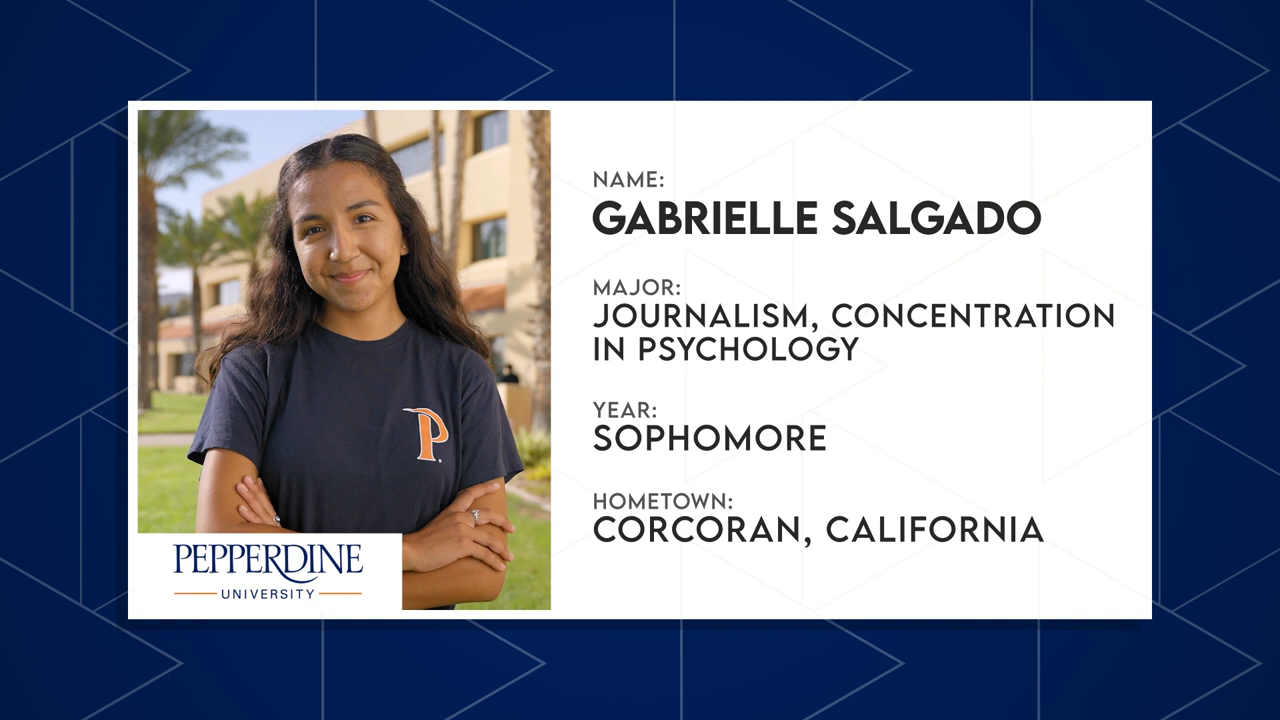 NAME:
GABRIELLE SALGADO
MAJOR:
JOURNALISM, CONCENTRATION
IN PSYCHOLOGY
YEAR:
SOPHOMORE
HOMETOWN:
CORCORAN, CALIFORNIA
P
PEPPERDINE
UNIVERSITY